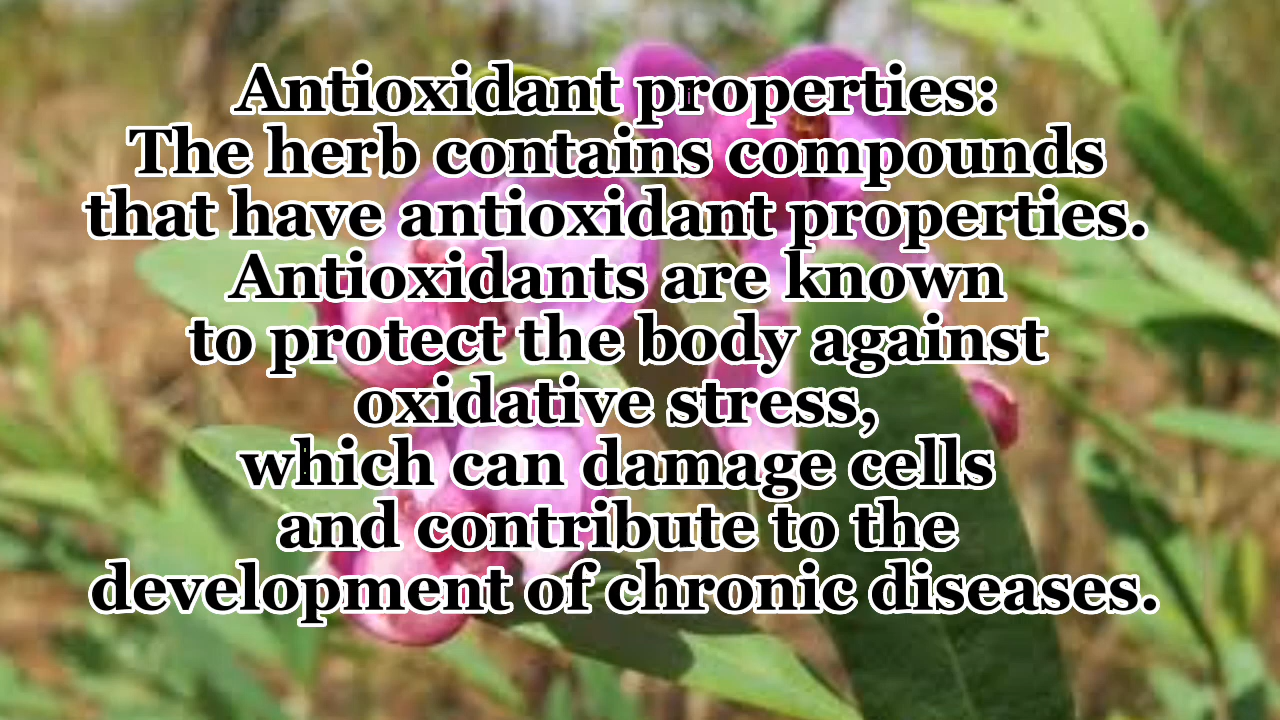 Antioxidant properties:
The herb contains compounds
that have antioxidant properties.
Antioxidants are known
to protect the body against
oxidative stress,
which can damage cells
and contribute to the
development of chronic diseases.